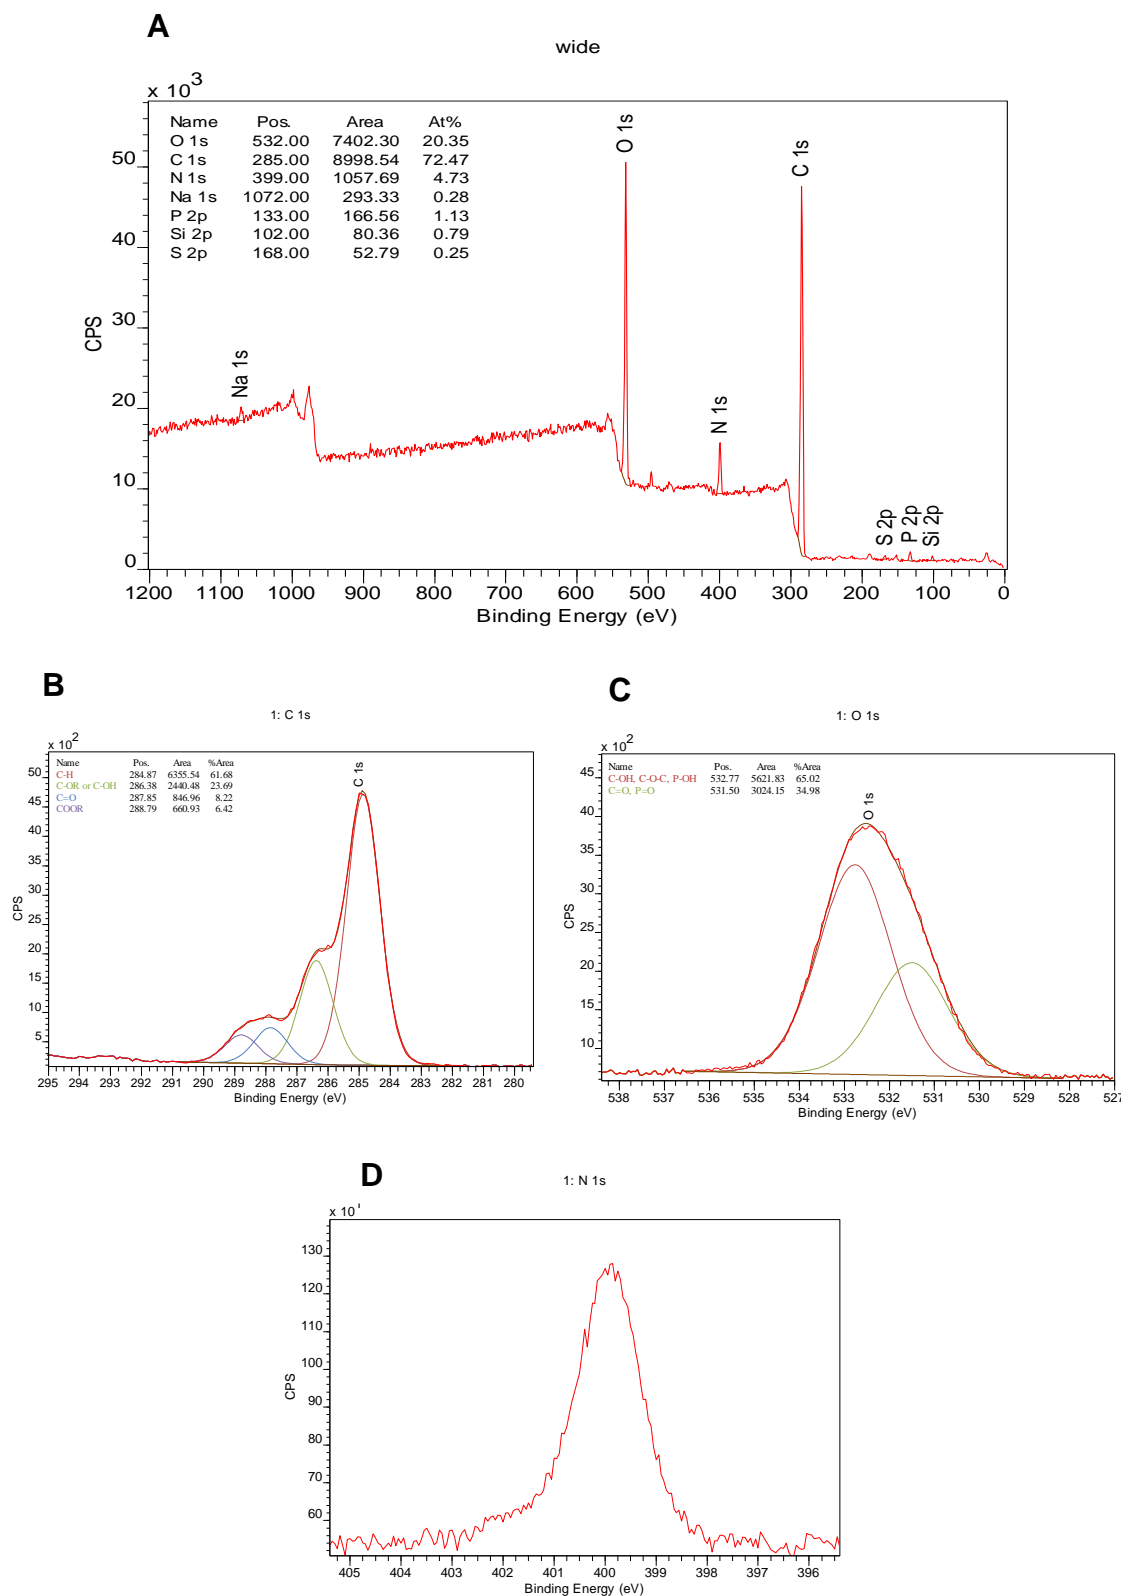 A
wide
x 10 3
Name Pos. Area At%
O 1s 532.00 7402.30 20.35
C 1s 285.00 8998.54 72.47
N 1s 399.00 1057.69 4.73
Na 1s 1072.00 293.33 0.28
P 2p 133.00 166.56 1.13
Si 2p 102.00 80.36 0.79
S 2p 168.00 52.79 0.25
O 1s
C 1s
Na 1s
N 1s
S 2p
P 2p
Si 2p
50
40
30
20
10
0
CPS
1200 1100 1000 900 800 700 600 500 400 300 200 100 0
Binding Energy (eV)
B
1: C 1s
x 10 2
Name Pos. Area %Area
C-H 284.87 6355.54 61.68
C-OR or C-OH 286.38 2440.48 23.69
C=O 287.85 846.96 8.22
COOR 288.79 660.93 6.42
C 1s
50
45
40
35
30
25
20
15
10
5
CPS
295 294 293 292 291 290 289 288 287 286 285 284 283 282 281 280
Binding Energy (eV)
C
1: O 1s
x 10 2
Name Pos. Area %Area
C-OH, C-O-C, P-OH 532.77 5621.83 65.02
C=O, P=O 531.50 3024.15 34.98
O 1s
45
40
35
30
25
20
15
10
CPS
538 537 536 535 534 533 532 531 530 529 528 527
Binding Energy (eV)
D
1: N 1s
x 10 1
130
120
110
100
90
80
70
60
CPS
405 404 403 402 401 400 399 398 397 396
Binding Energy (eV)